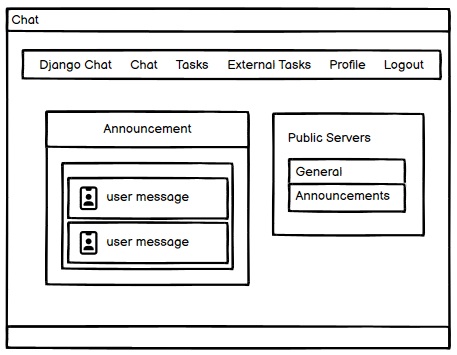 Chat
Django Chat Chat Tasks External Tasks Profile Logout
Announcement
user message
user message
Public Servers
General
Announcements